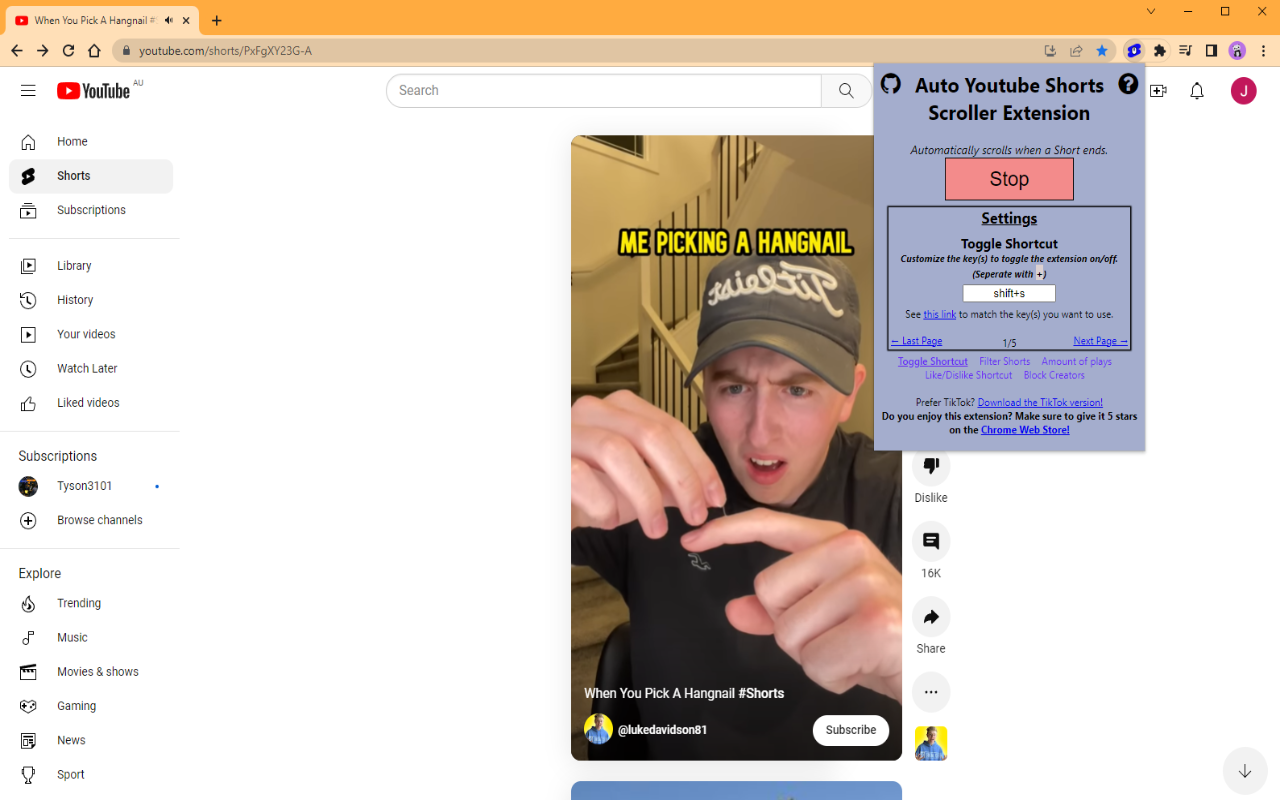 When You Pick A Hangnail #
youtube.com/shorts/PxFgXY23G-A
YouTube AU
Search
J
Home
Shorts
Subscriptions
Library
History
Your videos
Watch Later
Liked videos
Subscriptions
Tyson3101
Browse channels
Explore
Trending
Music
Movies & shows
Gaming
News
Sport
ME PICKING A HANGNAIL
Titleist
When You Pick A Hangnail #Shorts
@lukedavidson81
Subscribe
Auto Youtube Shorts
Scroller Extension
Automatically scrolls when a Short ends.
Stop
Settings
Toggle Shortcut
Customize the key(s) to toggle the extension on/off.
(Seperate with +)
shift+s
See this link to match the key(s) you want to use.
← Last Page 1/5 Next Page →
Toggle Shortcut Filter Shorts Amount of plays
Like/Dislike Shortcut Block Creators
Prefer TikTok? Download the TikTok version!
Do you enjoy this extension? Make sure to give it 5 stars
on the Chrome Web Store!
Dislike
16K
Share